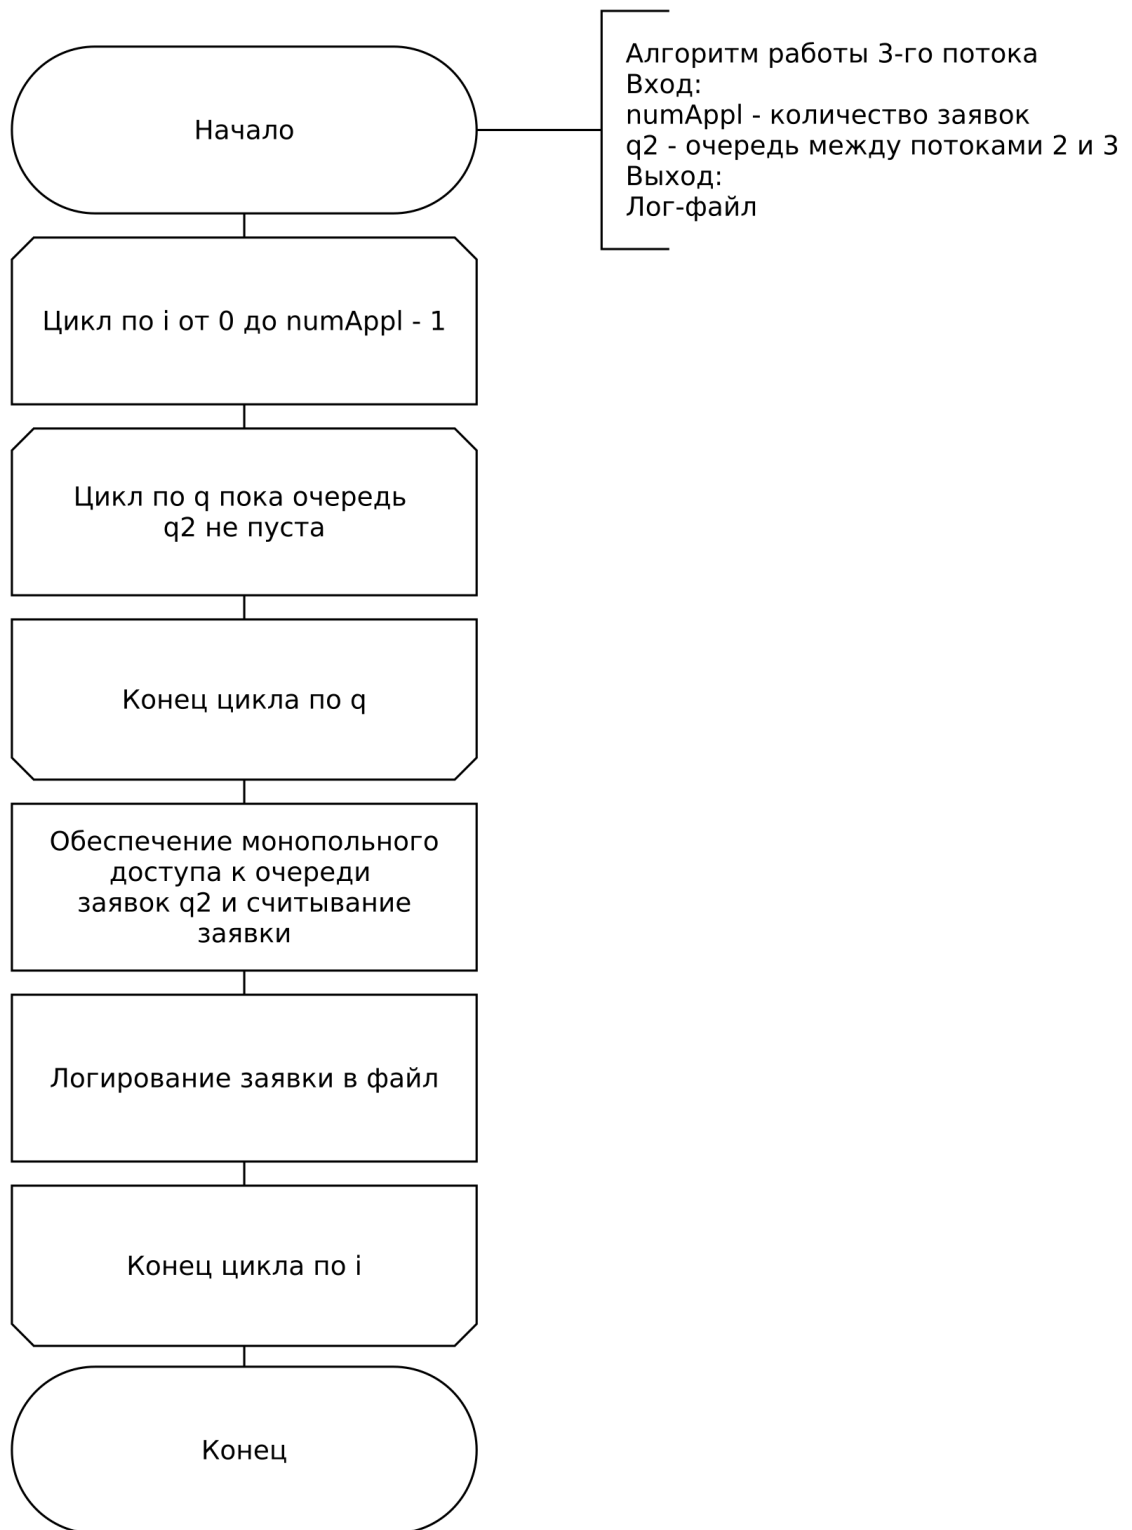 Начало
Алгоритм работы 3-го потока
Вход:
numAppl - количество заявок
q2 - очередь между потоками 2 и 3
Выход:
Лог-файл
Цикл по i от 0 до numAppl - 1
Цикл по q пока очередь
q2 не пуста
Конец цикла по q
Обеспечение монопольного
доступа к очереди
заявок q2 и считывание
заявки
Логирование заявки в файл
Конец цикла по i
Конец